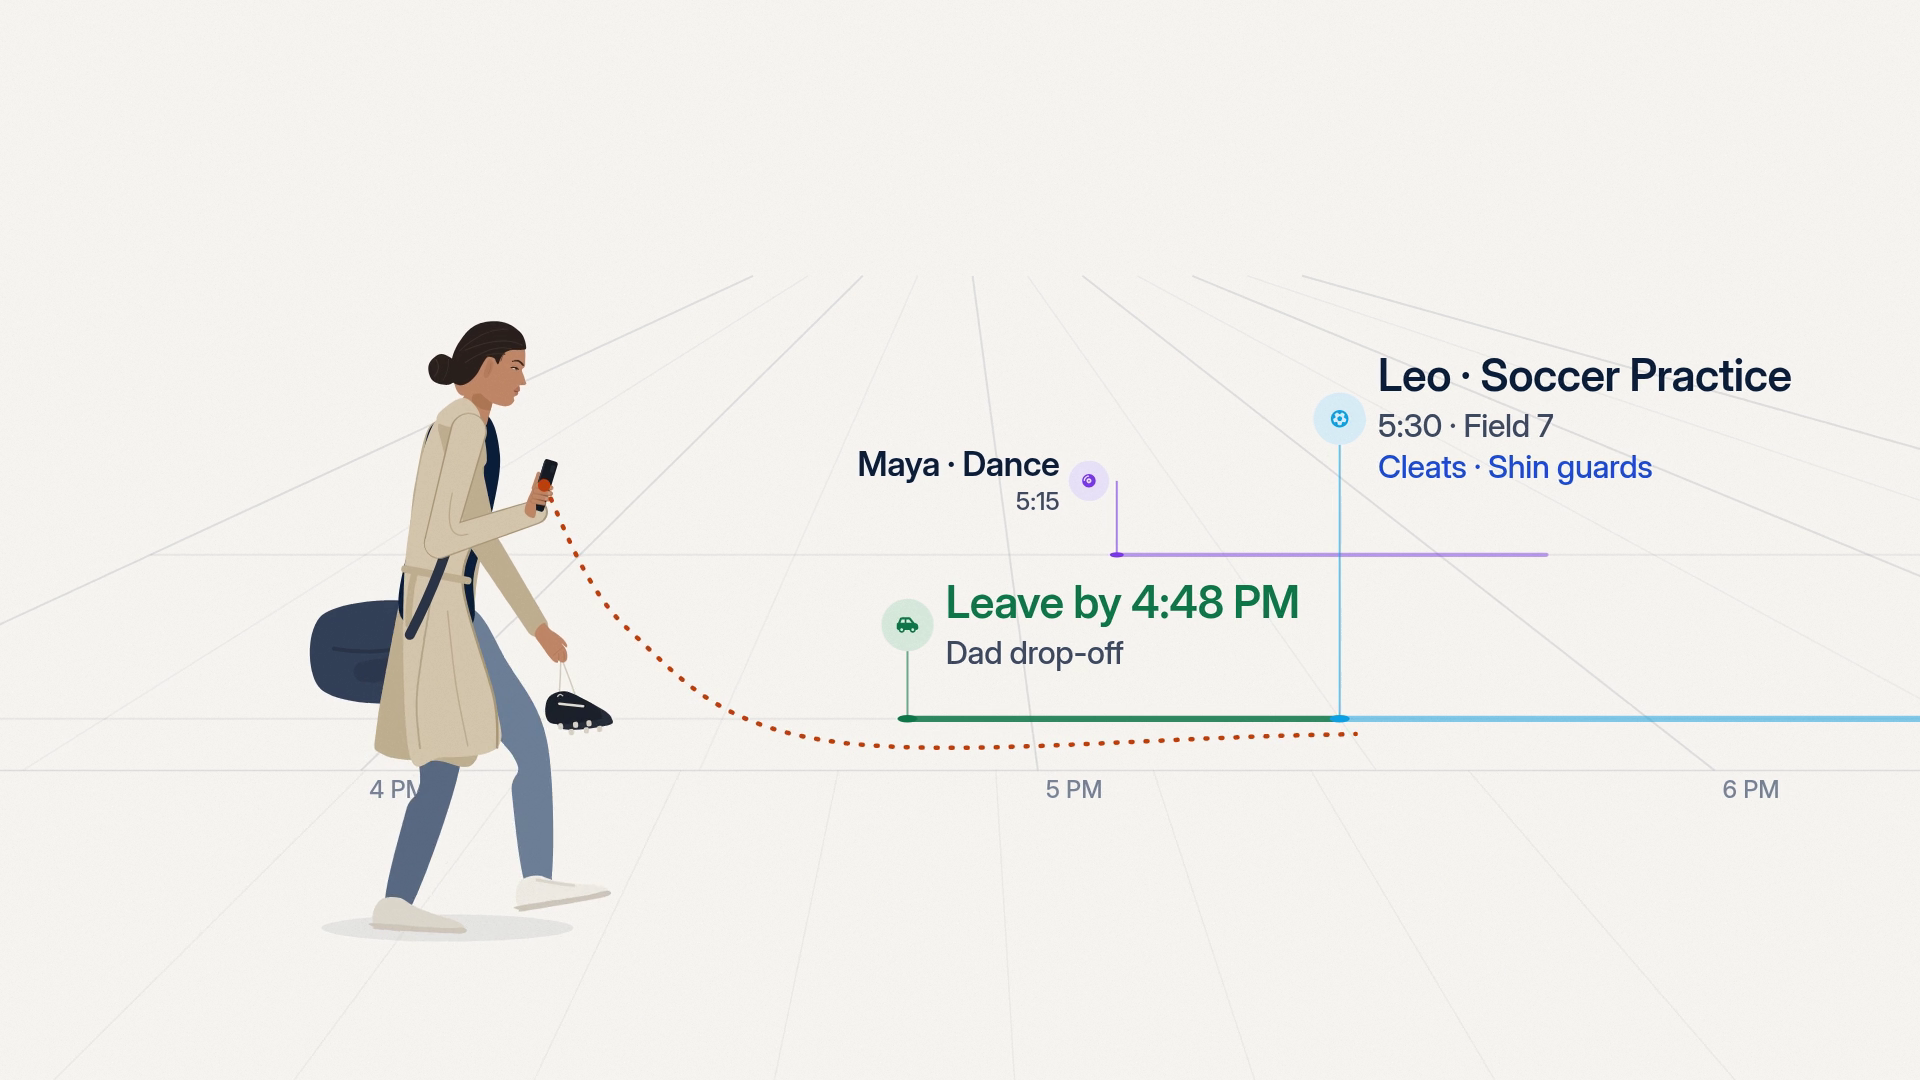 Leo · Soccer Practice
5:30 · Field 7
Cleats · Shin guards
Maya · Dance
5:15
Leave by 4:48 PM
Dad drop-off
4 PM
5 PM
6 PM